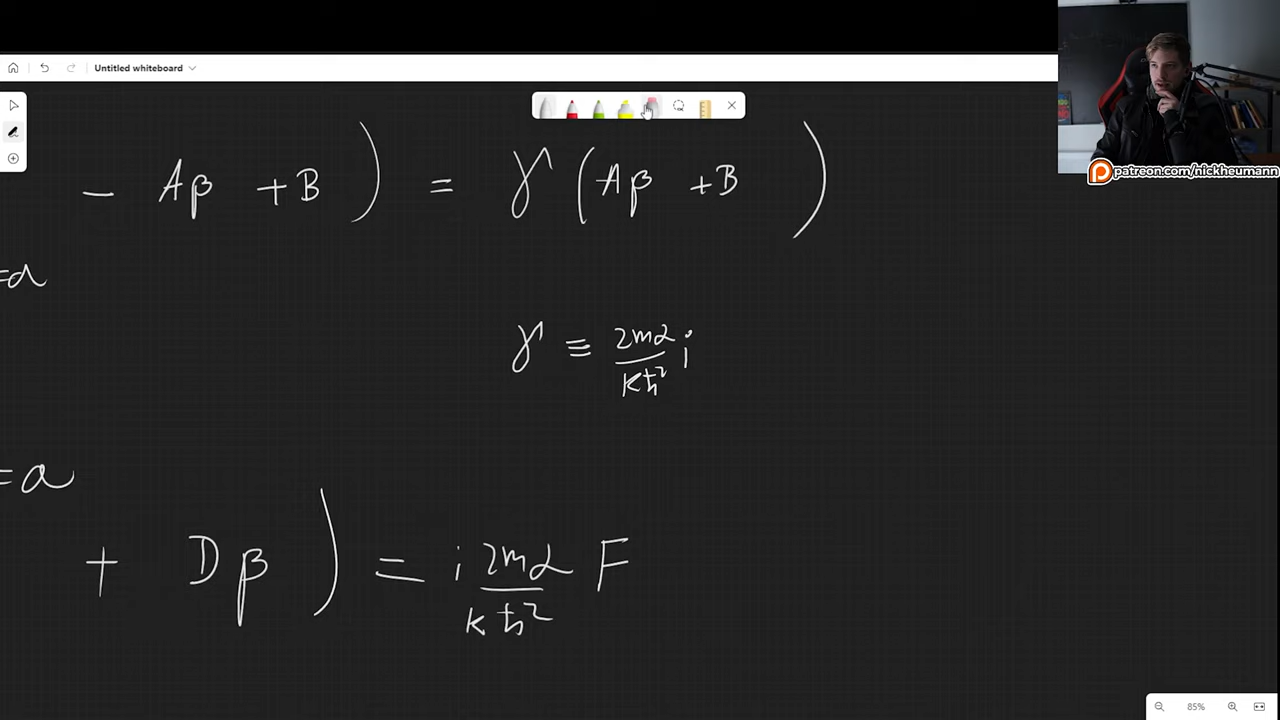 Untitled whiteboard
patreon.com/nickheumann
- Aβ + B ) = γ ( Aβ + B )
= a
γ ≡ 2mα / kħ² i
= a
+ Dβ ) = i 2mα / kħ² F
85%